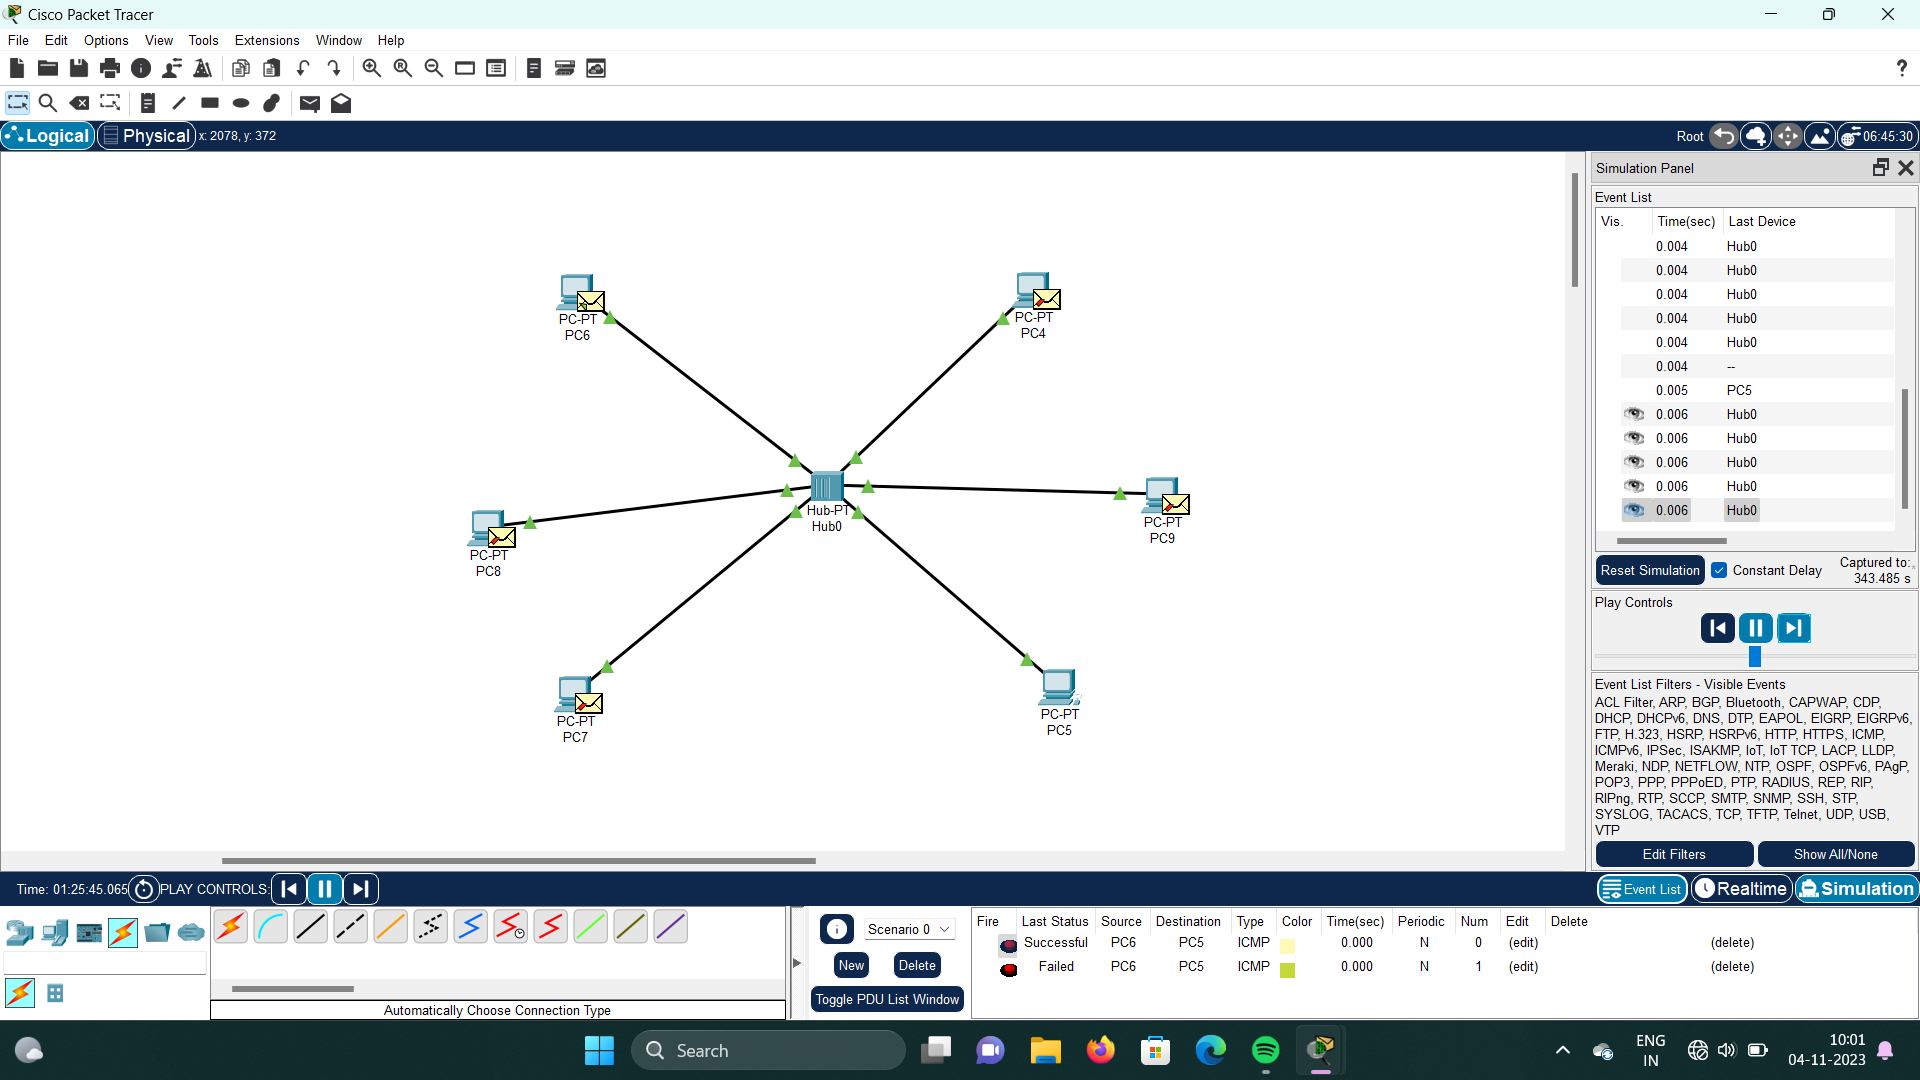 Cisco Packet Tracer
File Edit Options View Tools Extensions Window Help
?
Logical Physical x: 2078, y: 372 Root 06:45:30
PC-PT
PC6
PC-PT
PC4
Hub-PT
Hub0
PC-PT
PC9
PC-PT
PC8
PC-PT
PC7
PC-PT
PC5
Simulation Panel
Event List
Vis. Time(sec) Last Device
0.004 Hub0
0.004 Hub0
0.004 Hub0
0.004 Hub0
0.004 Hub0
0.004 --
0.005 PC5
0.006 Hub0
0.006 Hub0
0.006 Hub0
0.006 Hub0
0.006 Hub0
Reset Simulation Constant Delay Captured to:
343.485 s
Play Controls
Event List Filters - Visible Events
ACL Filter, ARP, BGP, Bluetooth, CAPWAP, CDP,
DHCP, DHCPv6, DNS, DTP, EAPOL, EIGRP, EIGRPv6,
FTP, H.323, HSRP, HSRPv6, HTTP, HTTPS, ICMP,
ICMPv6, IPSec, ISAKMP, IoT, IoT TCP, LACP, LLDP,
Meraki, NDP, NETFLOW, NTP, OSPF, OSPFv6, PAgP,
POP3, PPP, PPPoED, PTP, RADIUS, REP, RIP,
RIPng, RTP, SCCP, SMTP, SNMP, SSH, STP,
SYSLOG, TACACS, TCP, TFTP, Telnet, UDP, USB,
VTP
Edit Filters Show All/None
Time: 01:25:45.065 PLAY CONTROLS: Event List Realtime Simulation
Automatically Choose Connection Type
Scenario 0
New Delete
Toggle PDU List Window
Fire Last Status Source Destination Type Color Time(sec) Periodic Num Edit Delete
Successful PC6 PC5 ICMP 0.000 N 0 (edit) (delete)
Failed PC6 PC5 ICMP 0.000 N 1 (edit) (delete)
Search
ENG
IN
10:01
04-11-2023